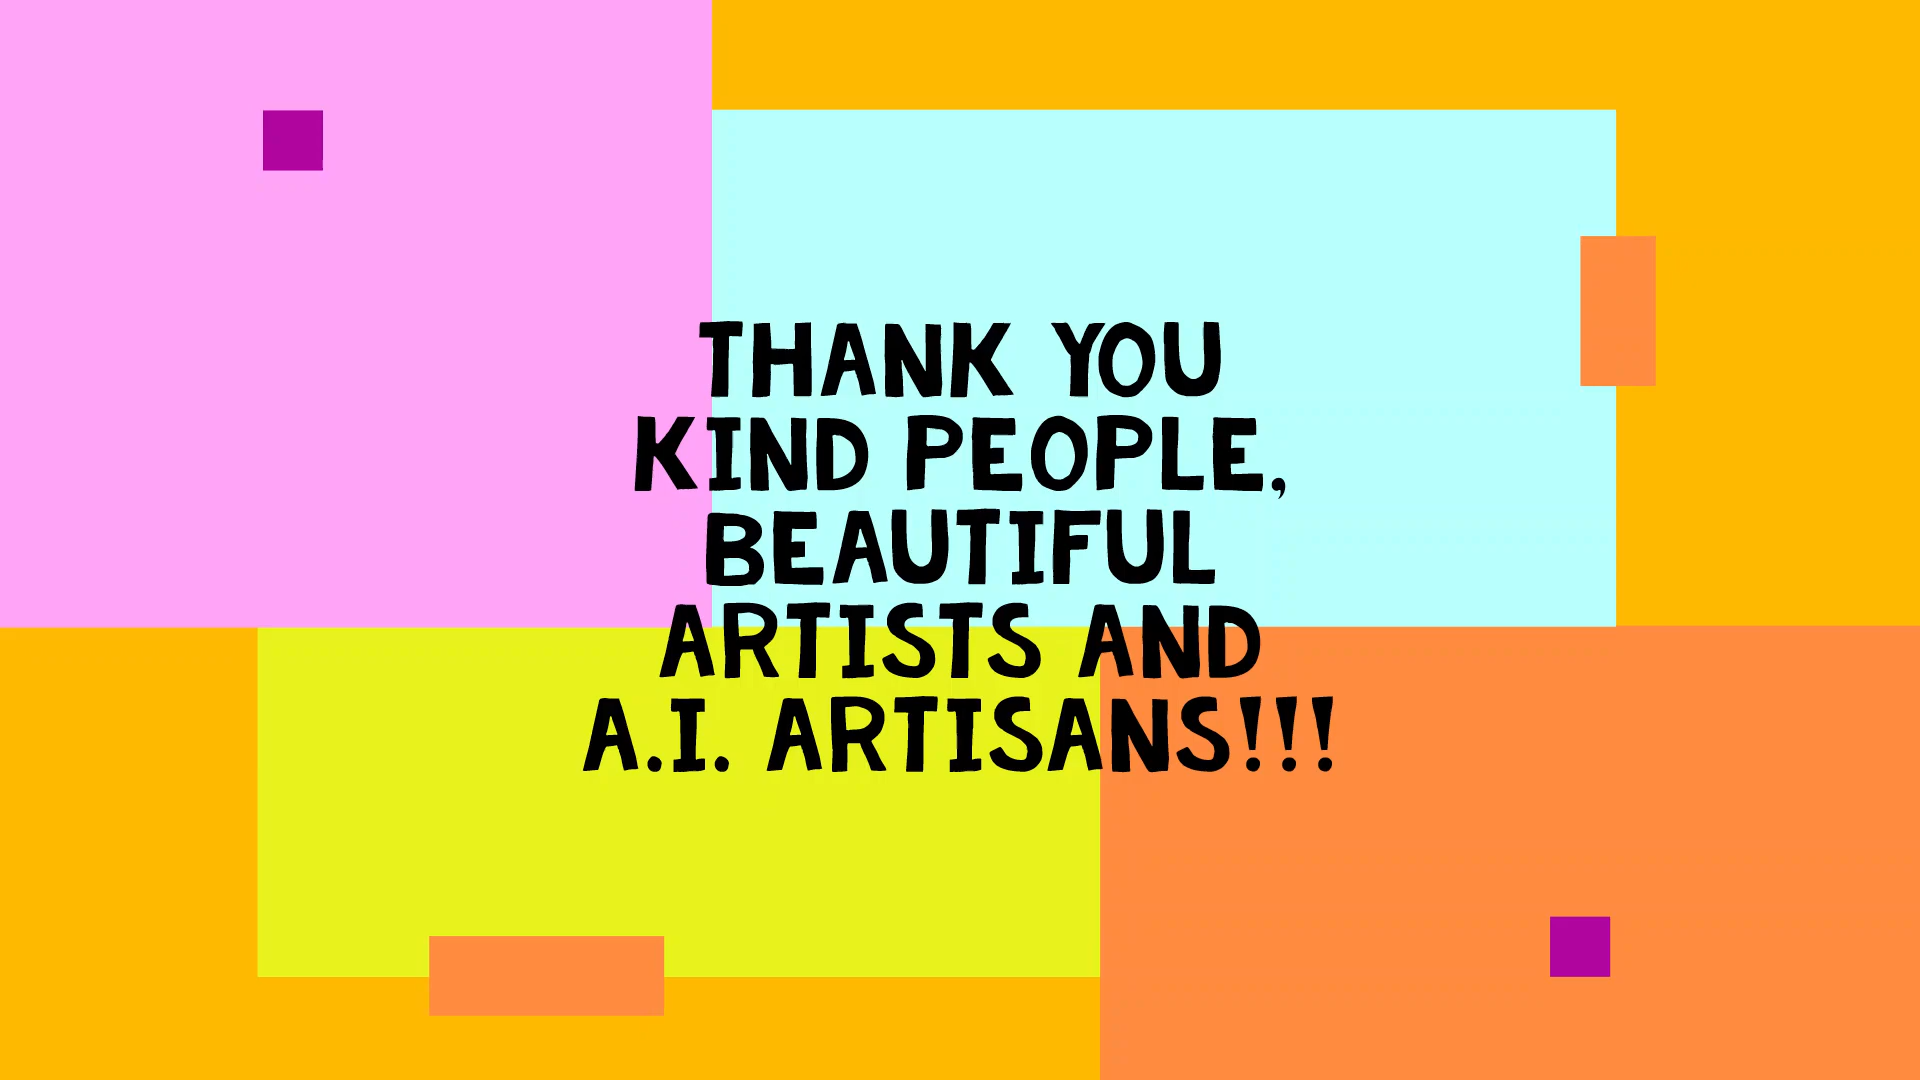 THANK YOU
KIND PEOPLE,
BEAUTIFUL
ARTISTS AND
A.I. ARTISANS!!!